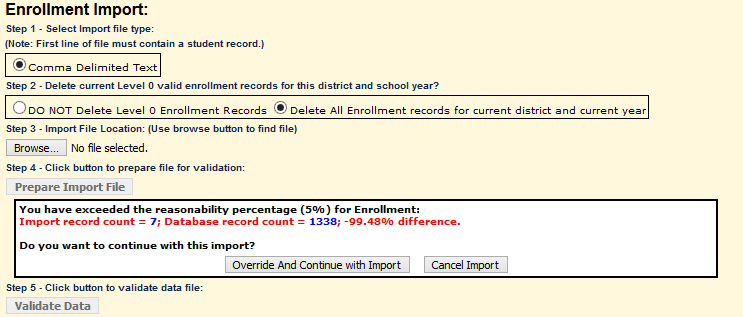 Enrollment Import:
Step 1 - Select Import file type:
(Note: First line of file must contain a student record.)
Comma Delimited Text
Step 2 - Delete current Level 0 valid enrollment records for this district and school year?
DO NOT Delete Level 0 Enrollment Records Delete All Enrollment records for current district and current year
Step 3 - Import File Location: (Use browse button to find file)
Browse... No file selected.
Step 4 - Click button to prepare file for validation:
Prepare Import File
You have exceeded the reasonability percentage (5%) for Enrollment:
Import record count = 7; Database record count = 1338; -99.48% difference.
Do you want to continue with this import?
Override And Continue with Import Cancel Import
Step 5 - Click button to validate data file:
Validate Data